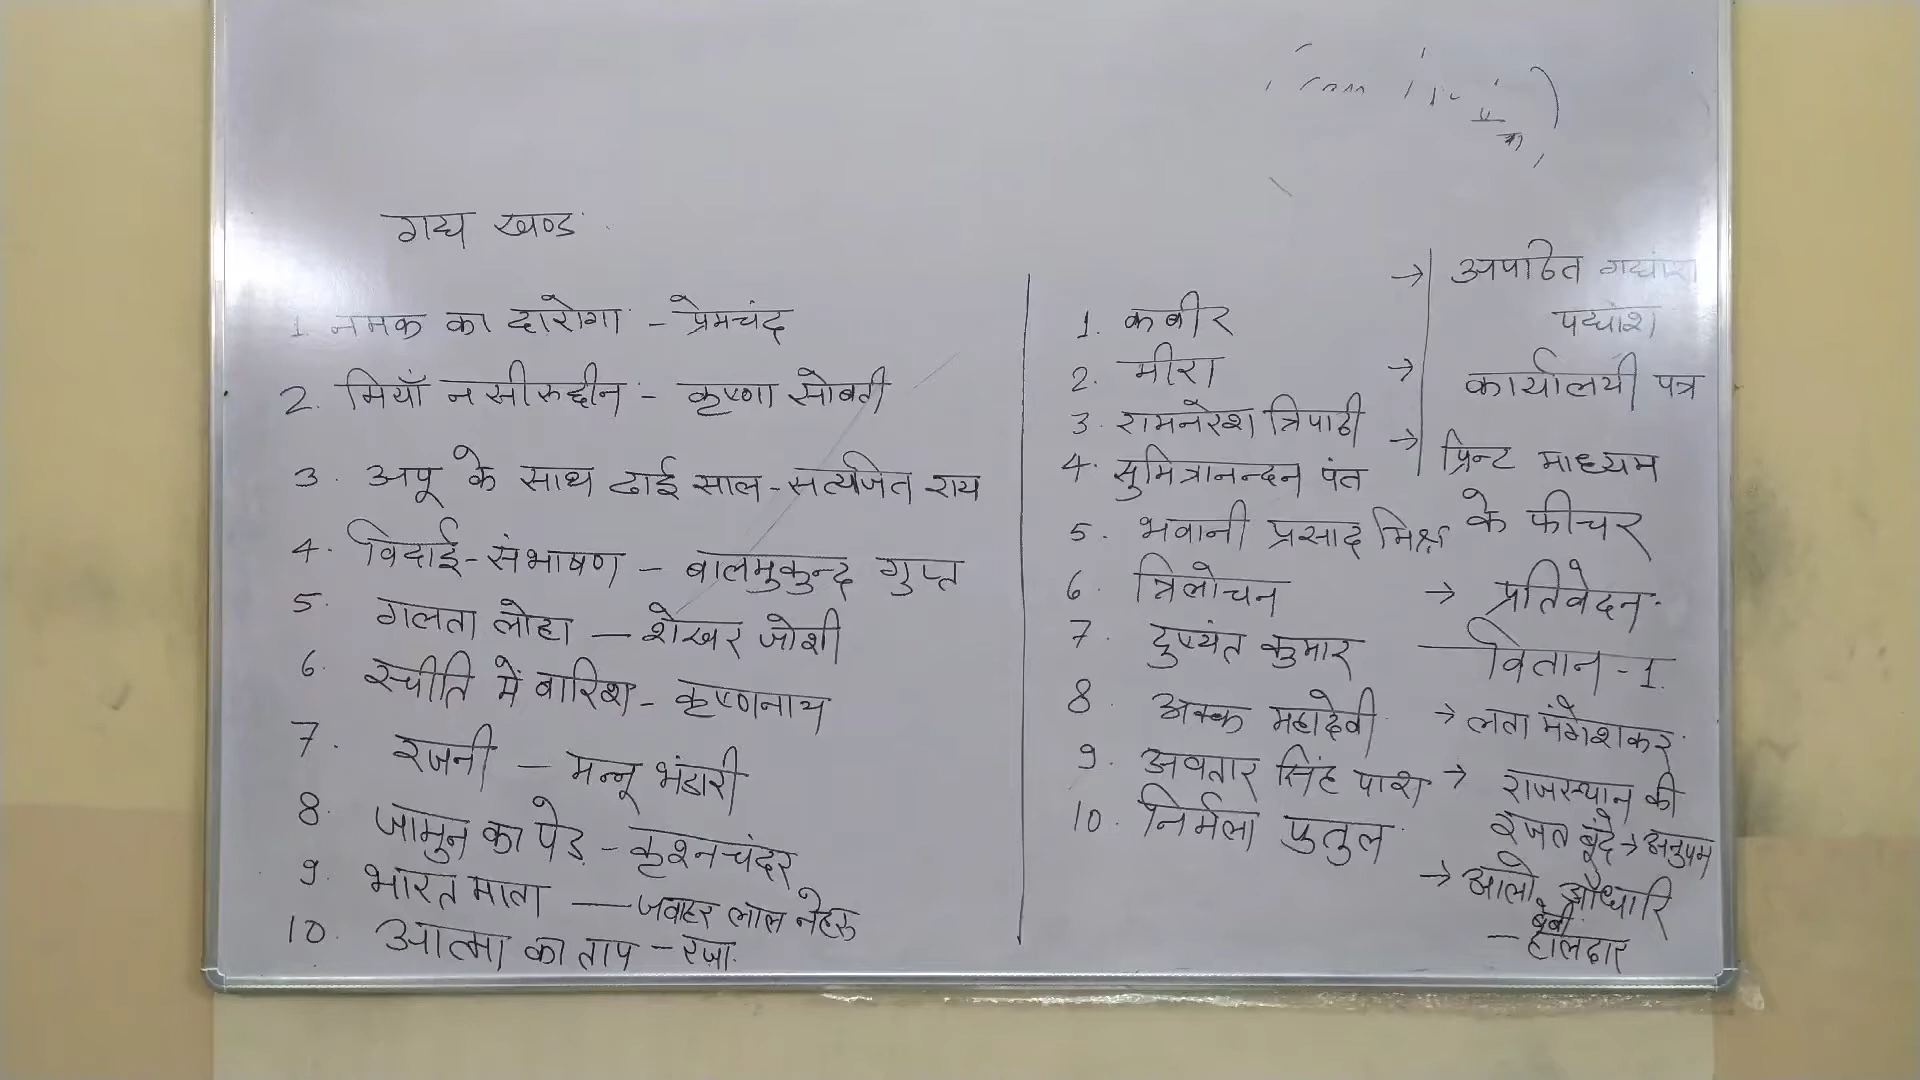 गद्य खण्ड
1. नमक का दारोगा - प्रेमचंद
2. मियाँ नसीरुद्दीन - कृष्णा सोबती
3. अपू के साथ ढाई साल - सत्यजित राय
4. विदाई-संभाषण - बालमुकुन्द गुप्त
5. गलता लोहा - शेखर जोशी
6. स्पीति में बारिश - कृष्णनाथ
7. रजनी - मन्नू भंडारी
8. जामुन का पेड़ - कृश्नचंदर
9. भारत माता - जवाहर लाल नेहरू
10. आत्मा का ताप - रज़ा
1. कबीर
2. मीरा
3. रामनरेश त्रिपाठी
4. सुमित्रानन्दन पंत
5. भवानी प्रसाद मिश्र
6. त्रिलोचन
7. दुष्यंत कुमार
8. अक्क महादेवी
9. अवतार सिंह पाश
10. निर्मला पुतुल
→ अपठित गद्यांश
पद्यांश
→ कार्यालयी पत्र
→ प्रिन्ट माध्यम
के फीचर
→ प्रतिवेदन
— वितान-1
→ लता मंगेशकर
→ राजस्थान की
रजत बूंदे → अनुपम
→ आलो औधारि
बेबी
- हालदार